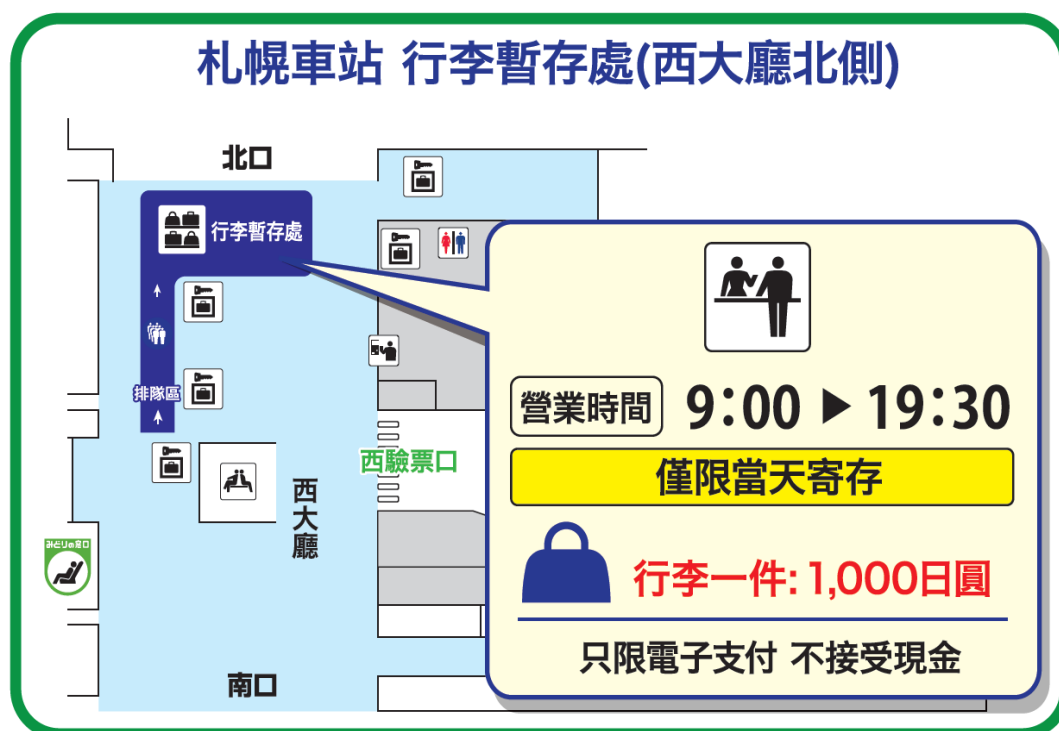 札幌車站 行李暫存處(西大廳北側)
北口
行李暫存處
排隊區
西驗票口
西大廳
みどりの窓口
南口
營業時間 9:00 ▶ 19:30
僅限當天寄存
行李一件: 1,000日圓
只限電子支付 不接受現金